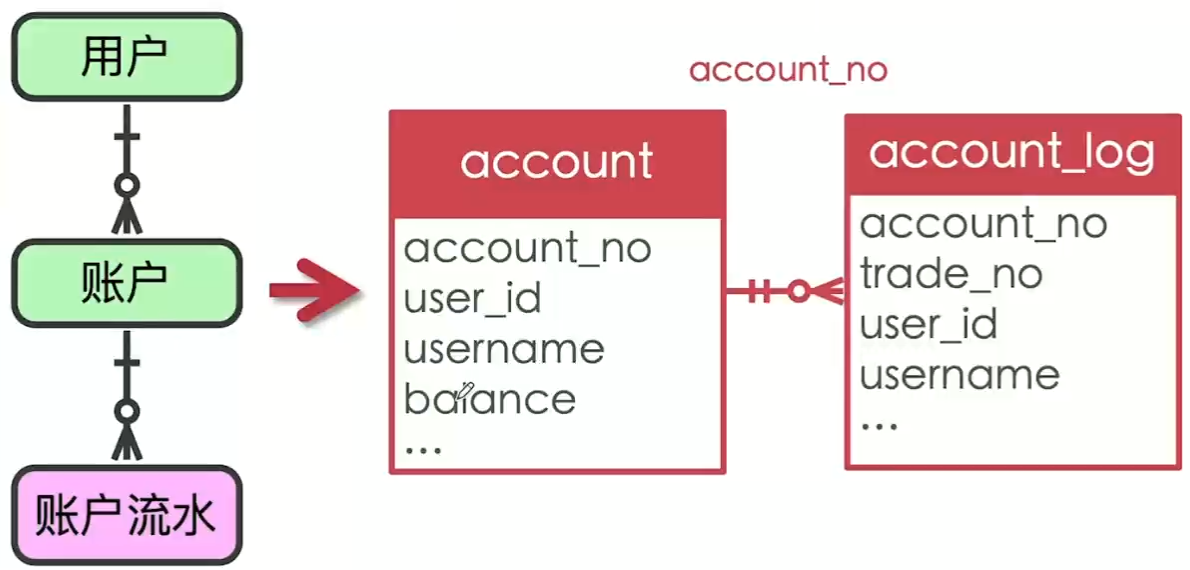 用户
账户
账户流水
account_no
account
account_no
user_id
username
balance
...
account_log
account_no
trade_no
user_id
username
...